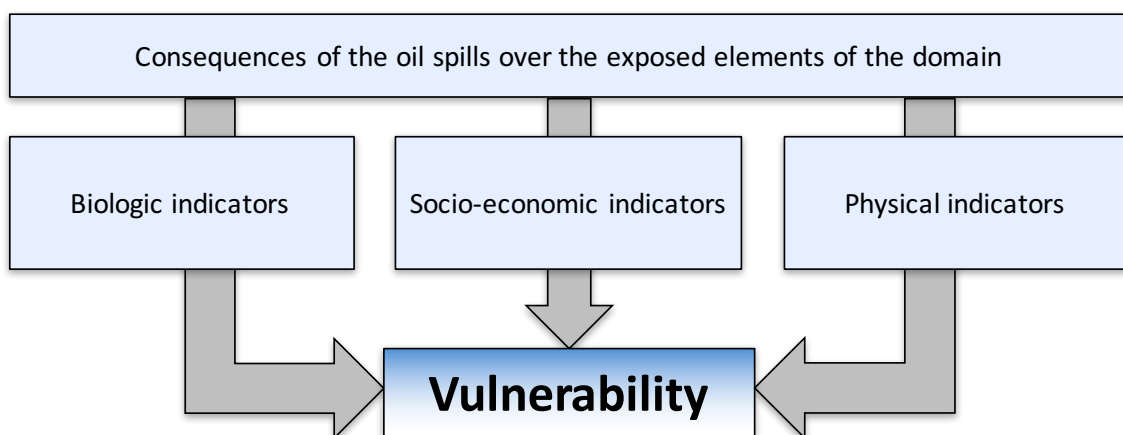 Consequences of the oil spills over the exposed elements of the domain
Biologic indicators
Socio-economic indicators
Physical indicators
Vulnerability